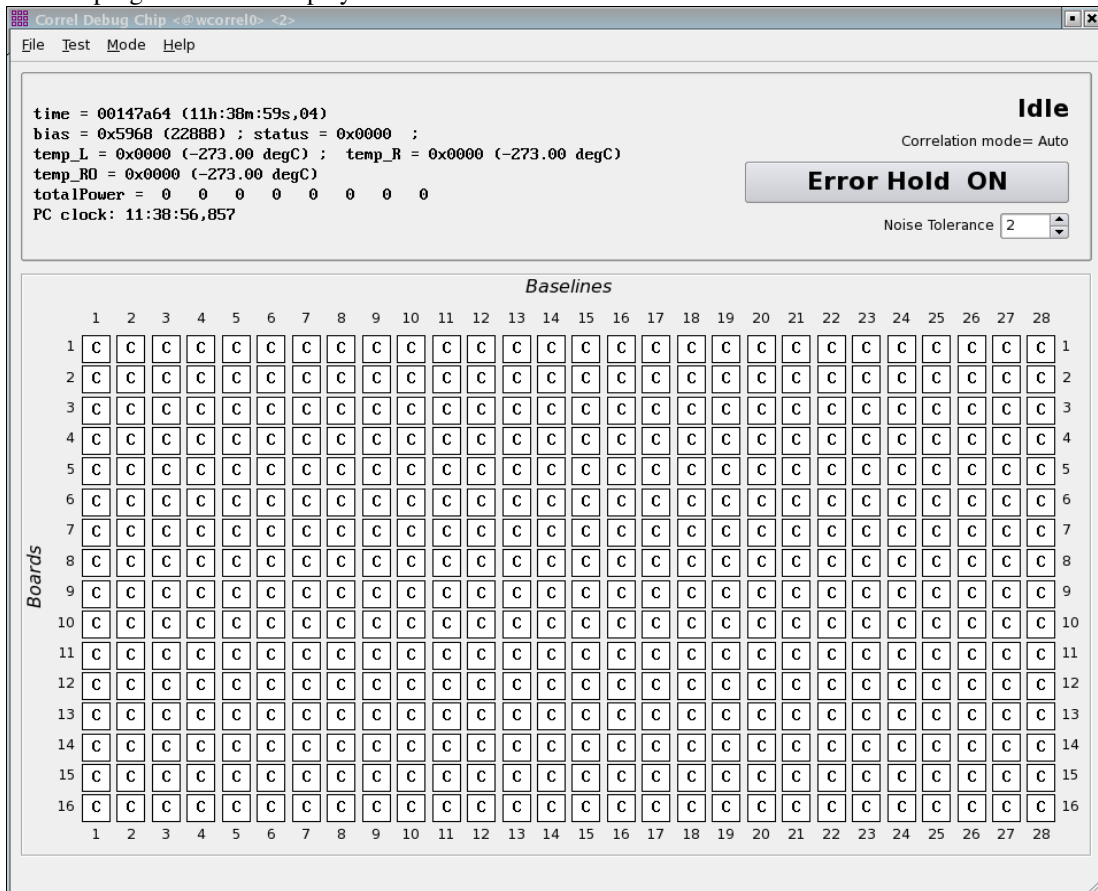 Correl Debug Chip <@wcorrel0> <2>
File Test Mode Help
time = 00147a64 (11h:38m:59s,04)
bias = 0x5968 (22888) ; status = 0x0000 ;
temp_L = 0x0000 (-273.00 degC) ; temp_R = 0x0000 (-273.00 degC)
temp_RO = 0x0000 (-273.00 degC)
totalPower = 0 0 0 0 0 0 0 0
PC clock: 11:38:56,857
Idle
Correlation mode= Auto
Error Hold ON
Noise Tolerance 2
Baselines
1 2 3 4 5 6 7 8 9 10 11 12 13 14 15 16 17 18 19 20 21 22 23 24 25 26 27 28
Boards
1 C C C C C C C C C C C C C C C C C C C C C C C C C C C C 1
2 C C C C C C C C C C C C C C C C C C C C C C C C C C C C 2
3 C C C C C C C C C C C C C C C C C C C C C C C C C C C C 3
4 C C C C C C C C C C C C C C C C C C C C C C C C C C C C 4
5 C C C C C C C C C C C C C C C C C C C C C C C C C C C C 5
6 C C C C C C C C C C C C C C C C C C C C C C C C C C C C 6
7 C C C C C C C C C C C C C C C C C C C C C C C C C C C C 7
8 C C C C C C C C C C C C C C C C C C C C C C C C C C C C 8
9 C C C C C C C C C C C C C C C C C C C C C C C C C C C C 9
10 C C C C C C C C C C C C C C C C C C C C C C C C C C C C 10
11 C C C C C C C C C C C C C C C C C C C C C C C C C C C C 11
12 C C C C C C C C C C C C C C C C C C C C C C C C C C C C 12
13 C C C C C C C C C C C C C C C C C C C C C C C C C C C C 13
14 C C C C C C C C C C C C C C C C C C C C C C C C C C C C 14
15 C C C C C C C C C C C C C C C C C C C C C C C C C C C C 15
16 C C C C C C C C C C C C C C C C C C C C C C C C C C C C 16
1 2 3 4 5 6 7 8 9 10 11 12 13 14 15 16 17 18 19 20 21 22 23 24 25 26 27 28